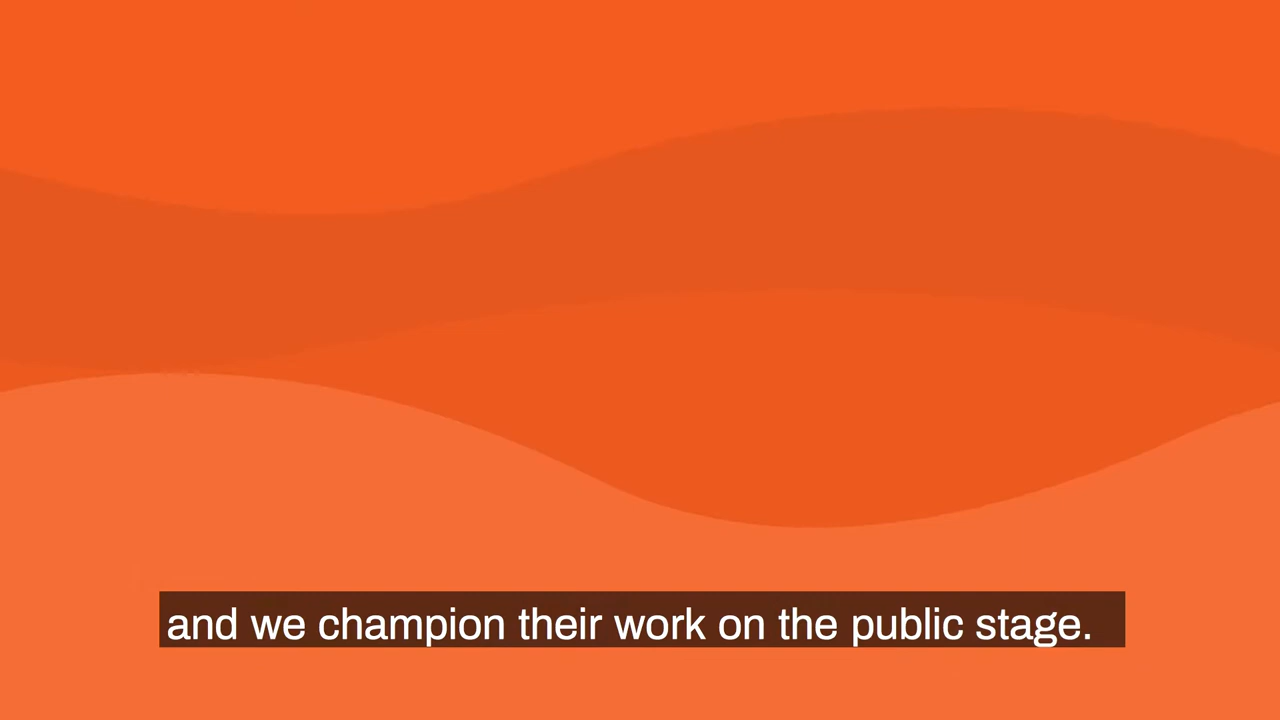 and we champion their work on the public stage.